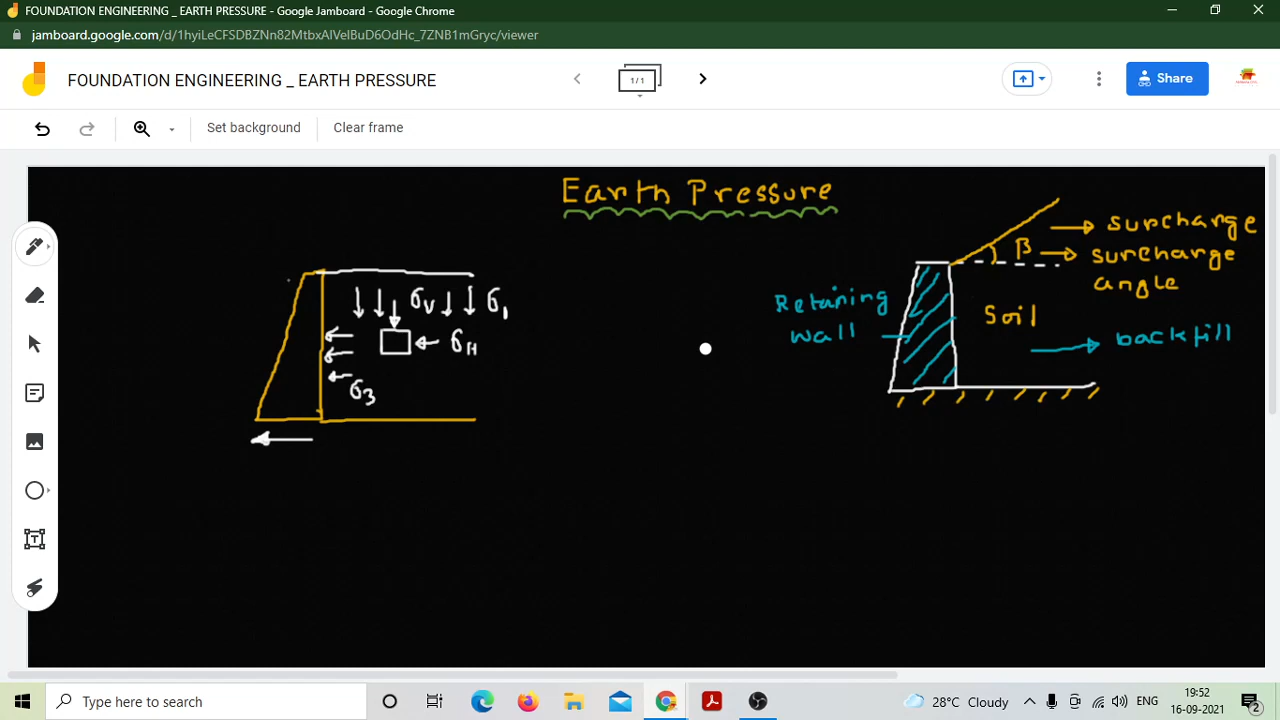 FOUNDATION ENGINEERING _ EARTH PRESSURE - Google Jamboard - Google Chrome
jamboard.google.com/d/1hyiLeCFSDBZNn82MtbxAlVelBuD6OdHc_7ZNB1mGryc/viewer
FOUNDATION ENGINEERING _ EARTH PRESSURE
1/1
Share
Set background
Clear frame
Earth Pressure
surcharge
β
surcharge
angle
σv
σ1
σH
σ3
Retaining
wall
Soil
backfill
Type here to search
28°C Cloudy
ENG
19:52
16-09-2021
2